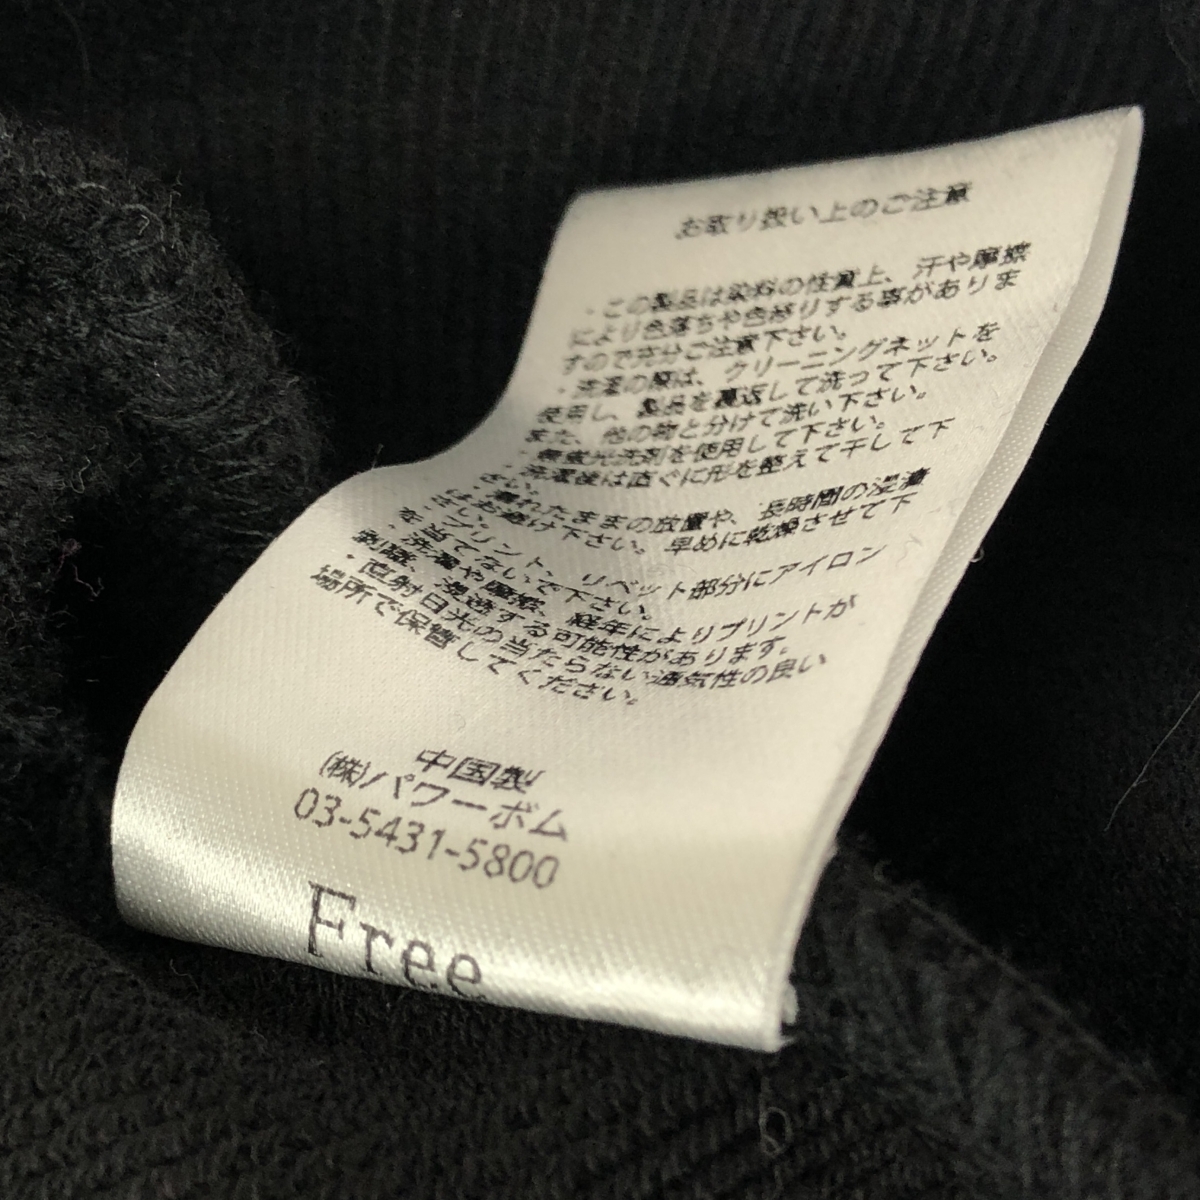 お取り扱い上のご注意
・この製品は染料の性質上、汗や摩擦
により色落ちや色移りする事がありま
すので充分ご注意下さい。
・洗濯の際は、クリーニングネットを
使用し、製品を裏返して洗って下さい。
また、他の物と分けて洗い下さい。
・無蛍光洗剤を使用して下さい。
・洗濯後は直ぐに形を整えて干して下
さい。
・濡れたままの放置や、長時間の浸漬
はお避け下さい。早めに乾燥させて下
さい。
・プリント、リベット部分にアイロン
を当てないで下さい。
・洗濯や摩擦、経年によりプリントが
剥離、浸透する可能性があります。
・直射日光の当たらない通気性の良い
場所で保管してください。
中国製
(株)パワーボム
03-5431-5800
Free